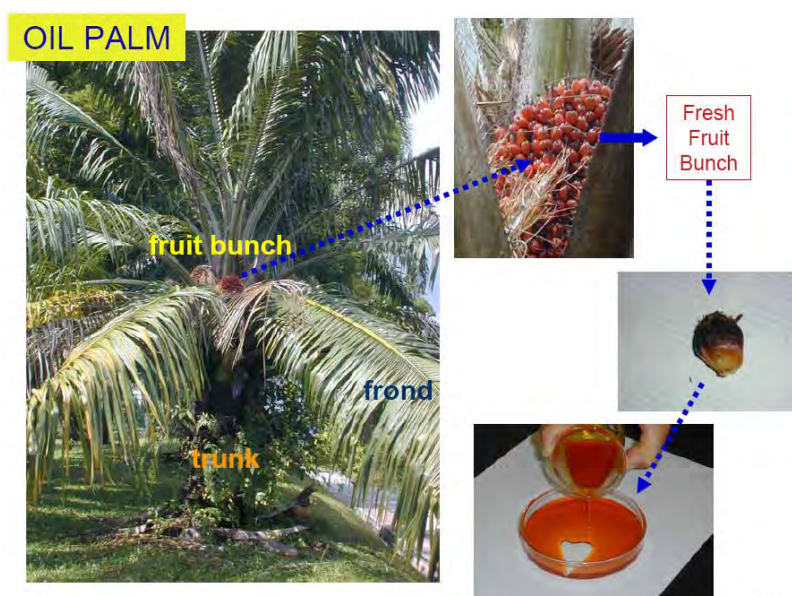 OIL PALM
fruit bunch
frond
trunk
Fresh
Fruit
Bunch